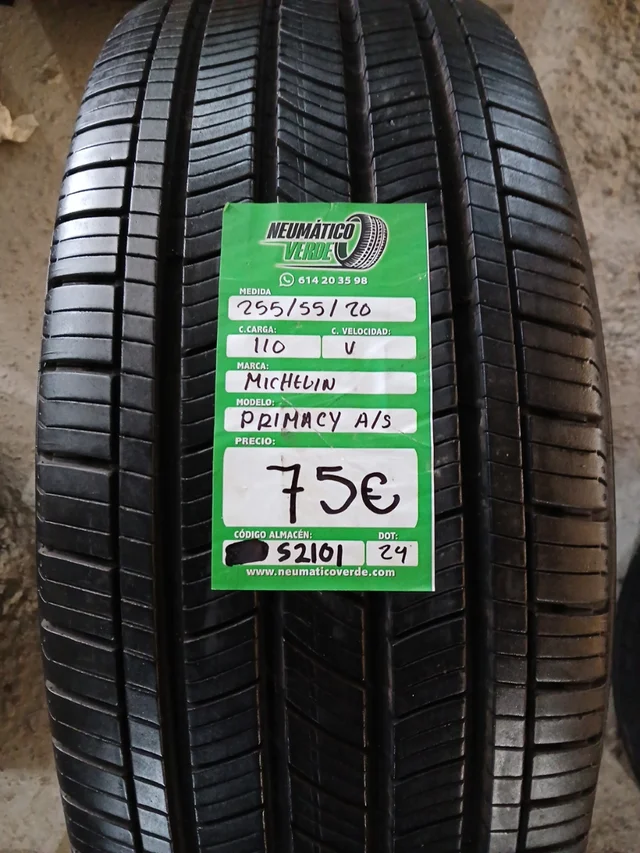 NEUMÁTICO
VERDE
614 20 35 98
MEDIDA
255/55/20
C.CARGA: C. VELOCIDAD:
110 V
MARCA:
MICHELIN
MODELO:
PRIMACY A/S
PRECIO:
75€
CÓDIGO ALMACÉN: DOT:
S2101 24
www.neumaticoverde.com